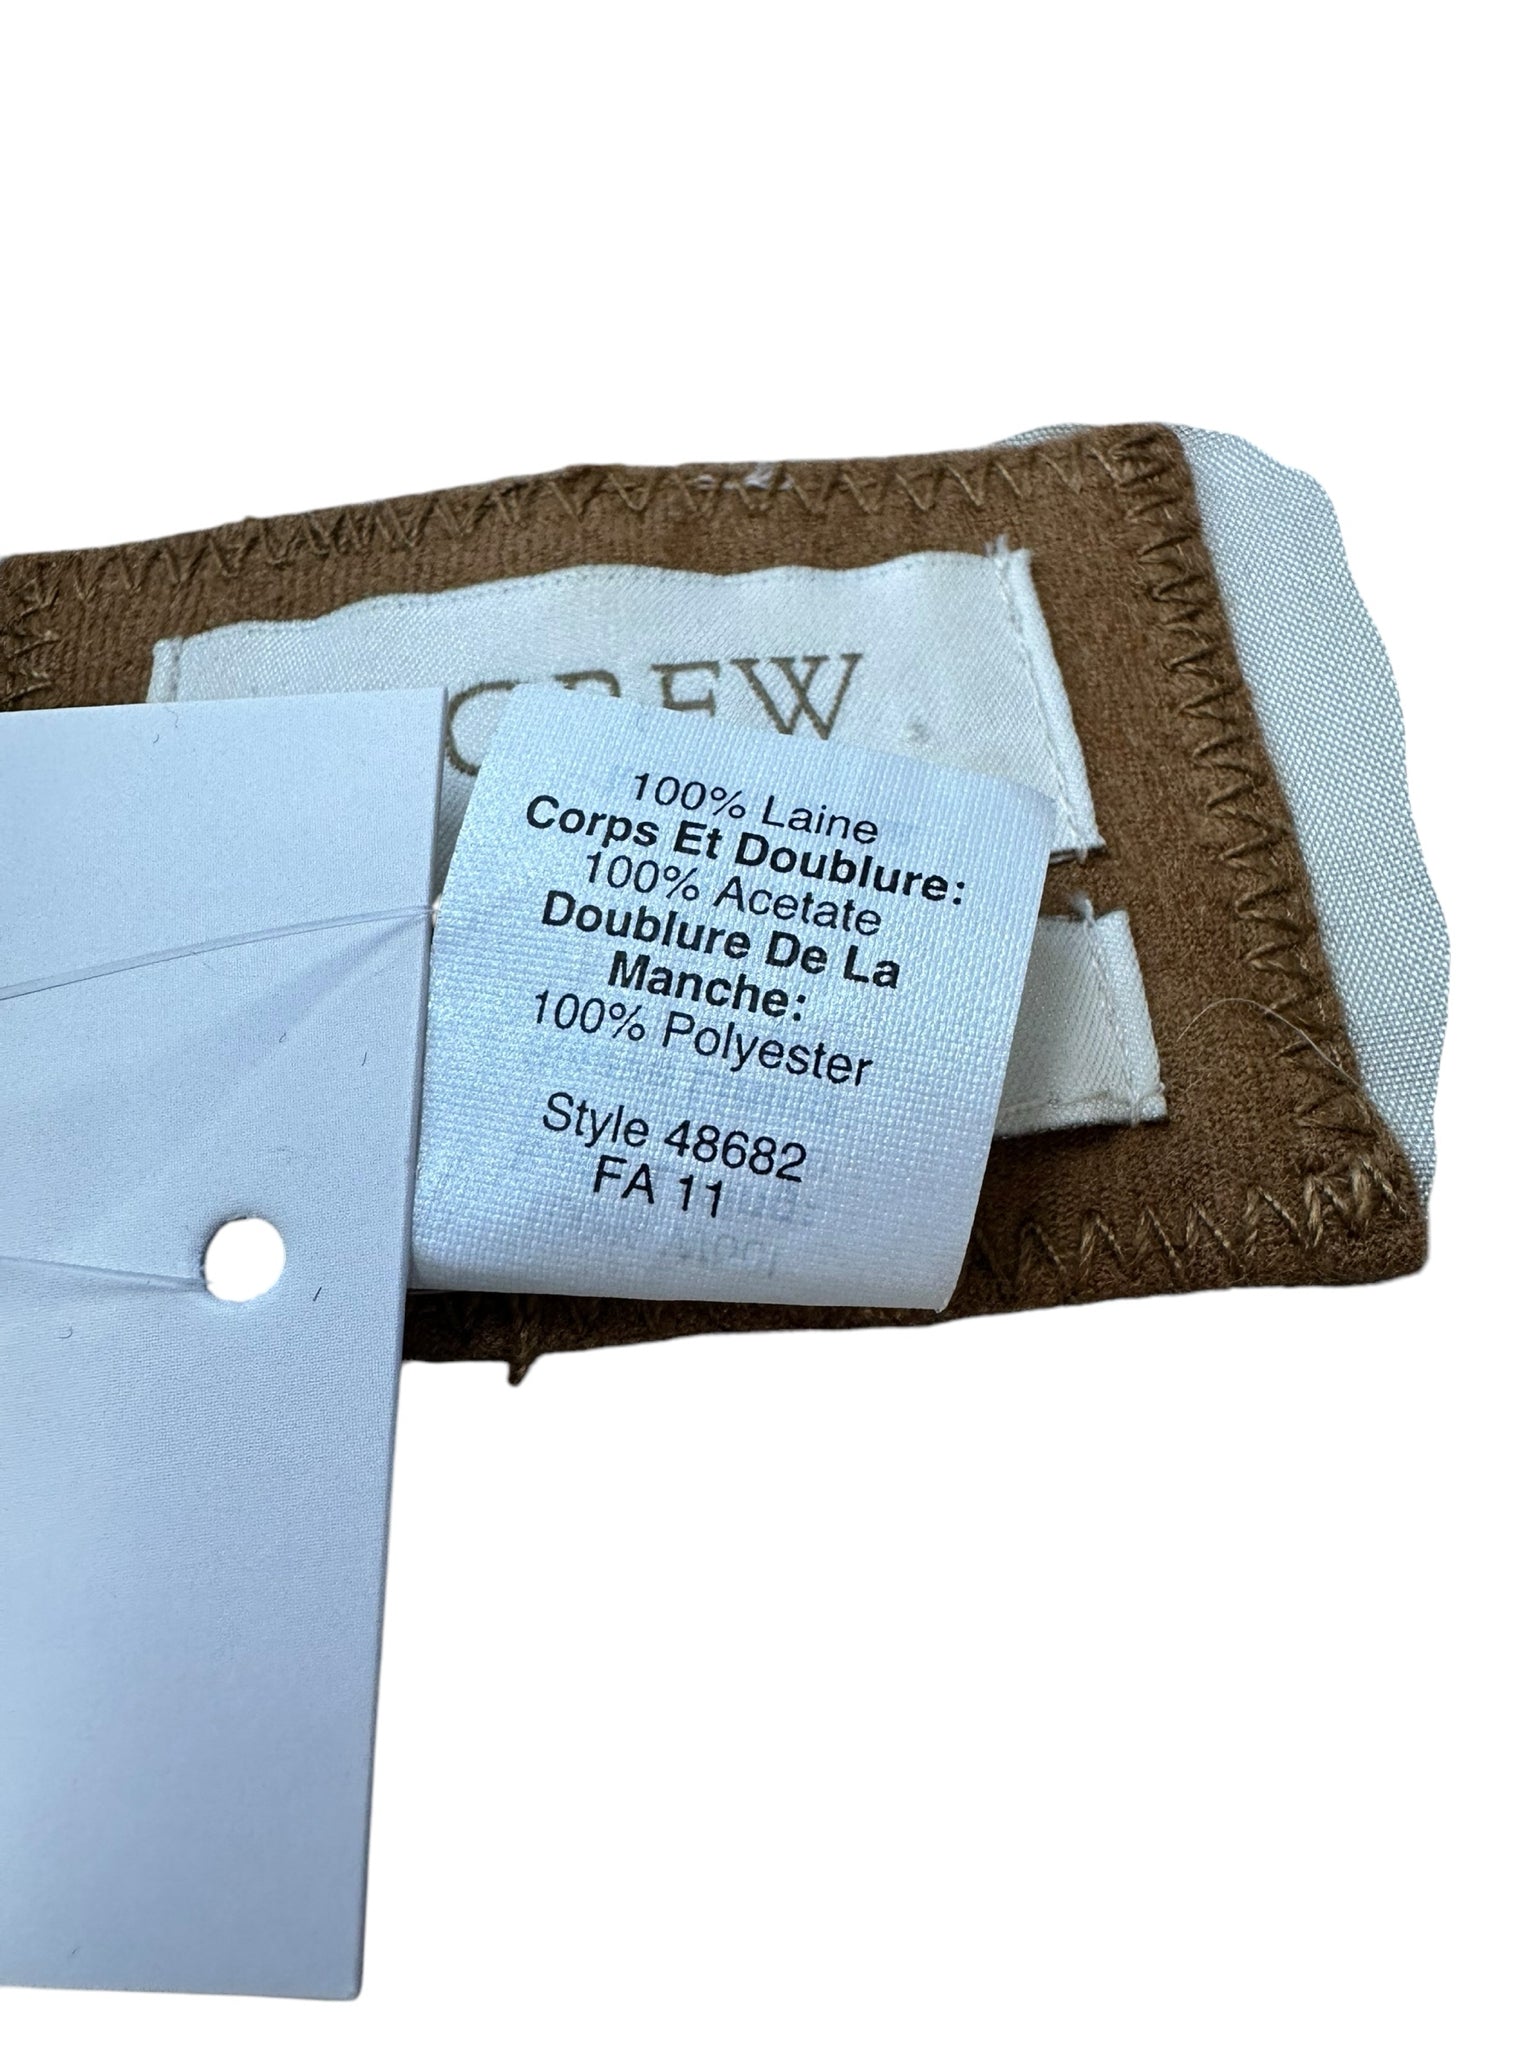 CREW
100% Laine
Corps Et Doublure:
100% Acetate
Doublure De La
Manche:
100% Polyester
Style 48682
FA 11